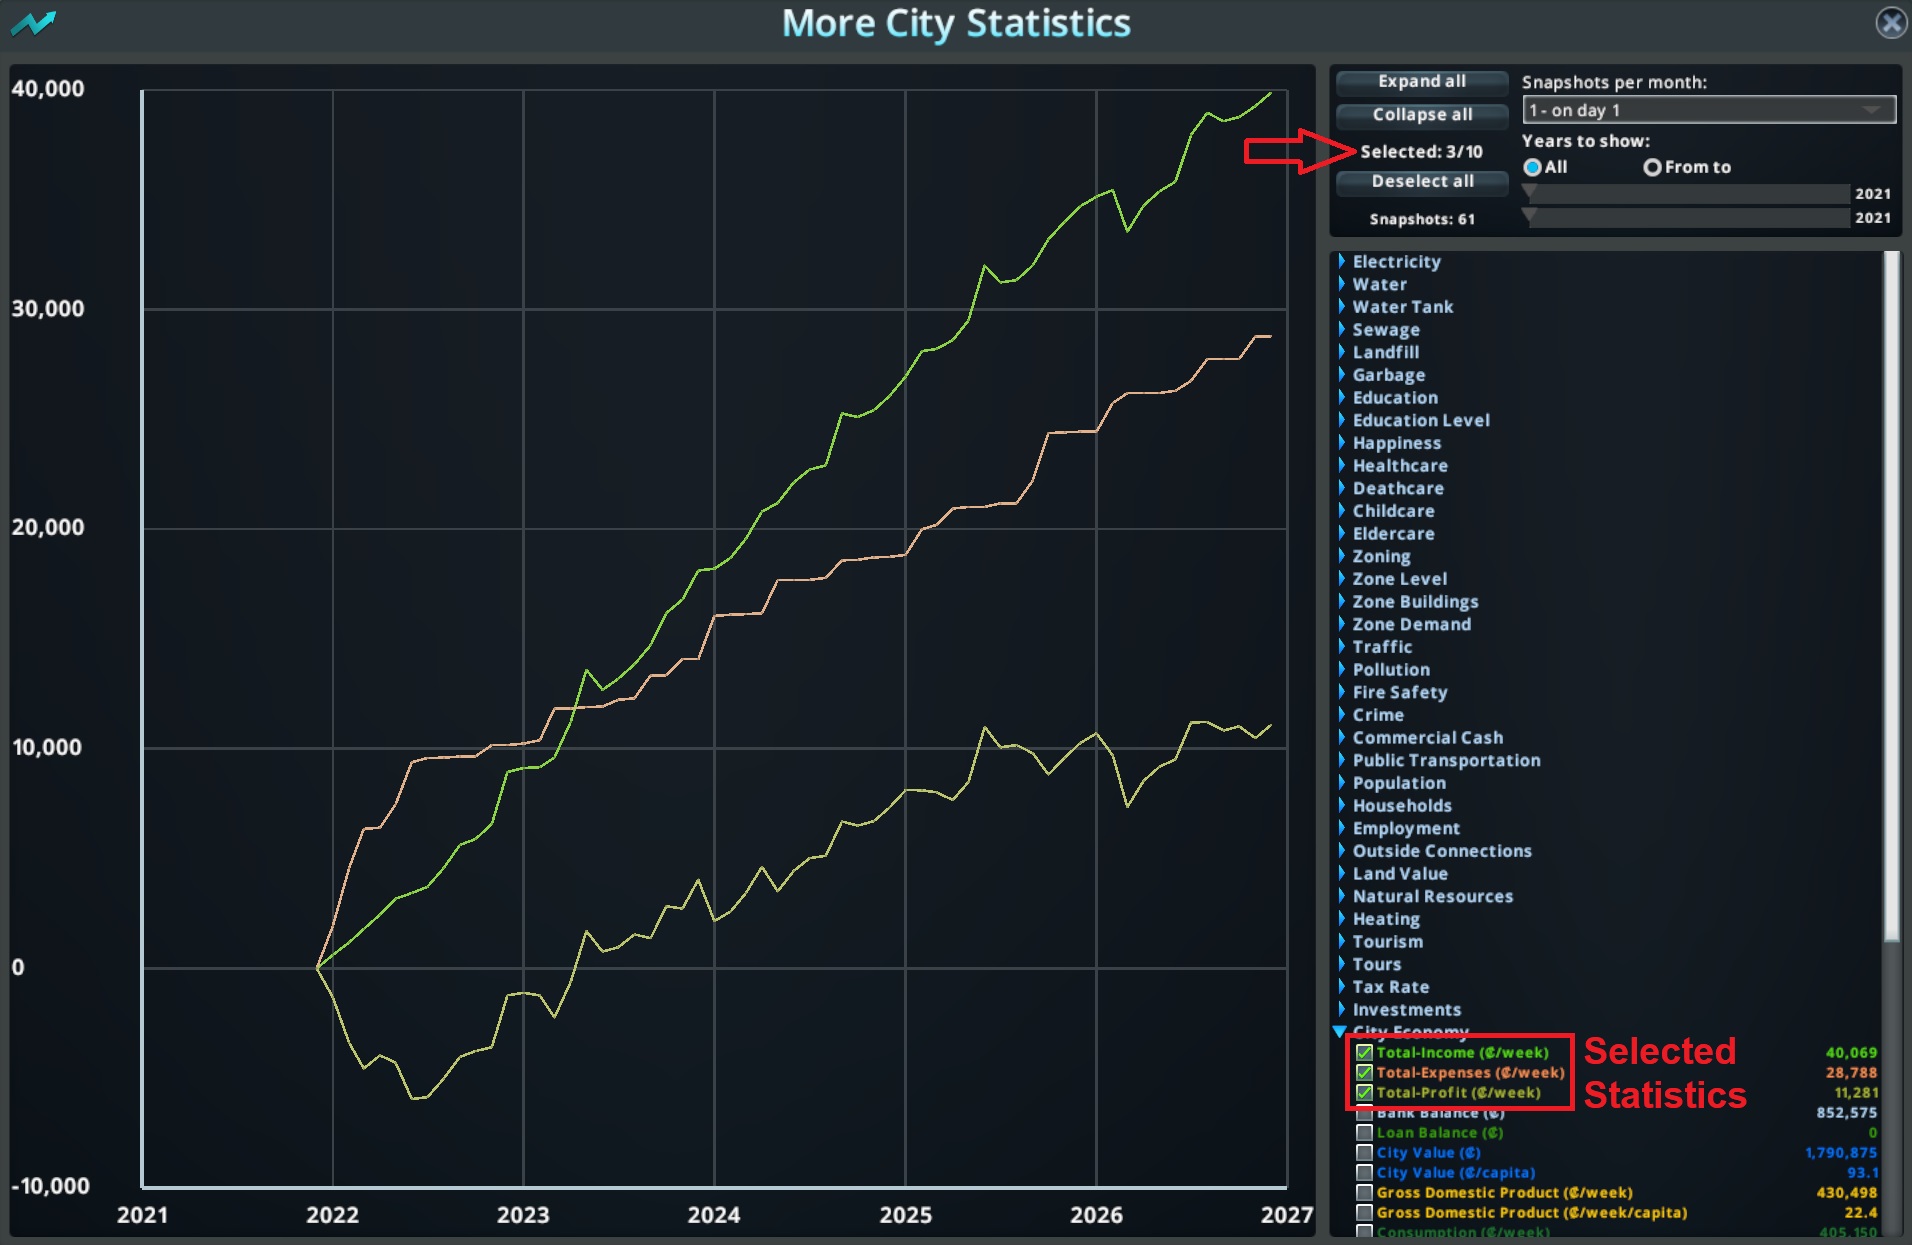 More City Statistics
40,000
30,000
20,000
10,000
0
-10,000
2021
2022
2023
2024
2025
2026
2027
Expand all
Collapse all
Selected: 3/10
Deselect all
Snapshots: 61
Snapshots per month:
1 - on day 1
Years to show:
All
From to
2021
2021
Electricity
Water
Water Tank
Sewage
Landfill
Garbage
Education
Education Level
Happiness
Healthcare
Deathcare
Childcare
Eldercare
Zoning
Zone Level
Zone Buildings
Zone Demand
Traffic
Pollution
Fire Safety
Crime
Commercial Cash
Public Transportation
Population
Households
Employment
Outside Connections
Land Value
Natural Resources
Heating
Tourism
Tours
Tax Rate
Investments
City Economy
Total-Income (₡/week) 40,069
Total-Expenses (₡/week) 28,788
Total-Profit (₡/week) 11,281
Selected
Statistics
Bank Balance (₡) 852,575
Loan Balance (₡) 0
City Value (₡) 1,790,875
City Value (₡/capita) 93.1
Gross Domestic Product (₡/week) 430,498
Gross Domestic Product (₡/week/capita) 22.4
Consumption (₡/week) 405,150